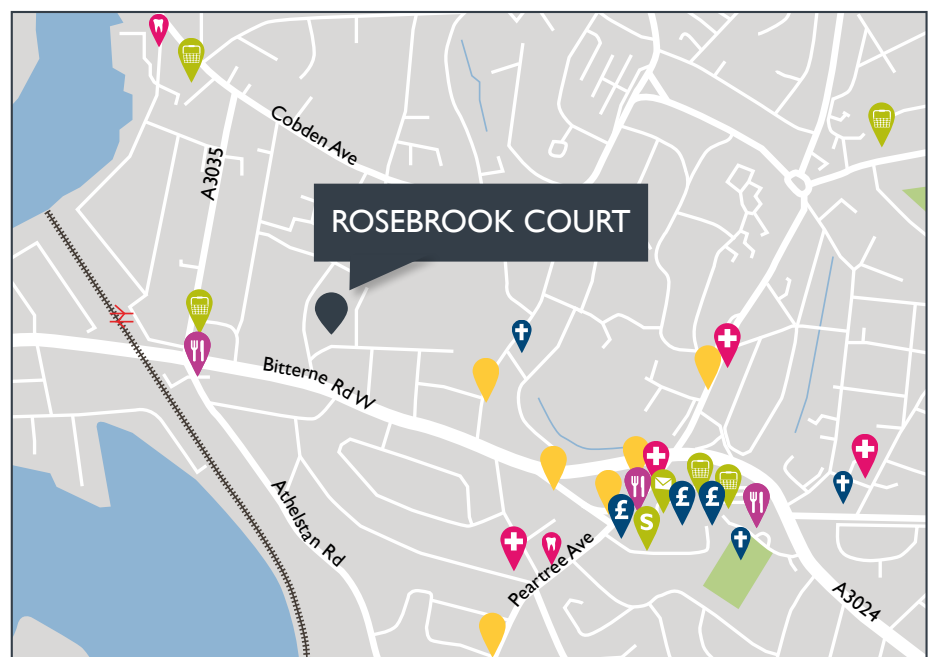 Cobden Ave
A3035
ROSEBROOK COURT
Bitterne Rd W
Athelstan Rd
Peartree Ave
A3024
£
£
£
S